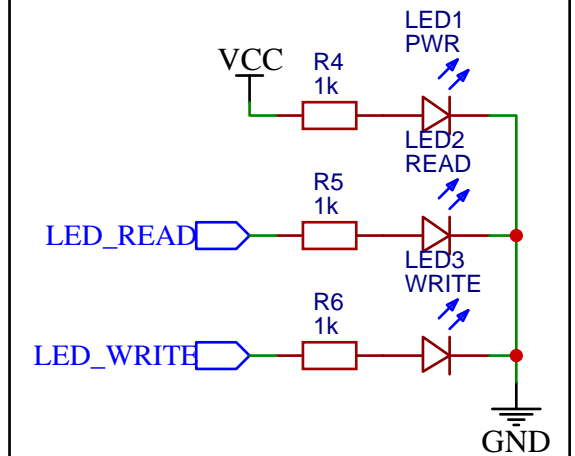 LED1
PWR
VCC
R4
1k
LED2
READ
R5
1k
LED_READ
LED3
WRITE
R6
1k
LED_WRITE
GND